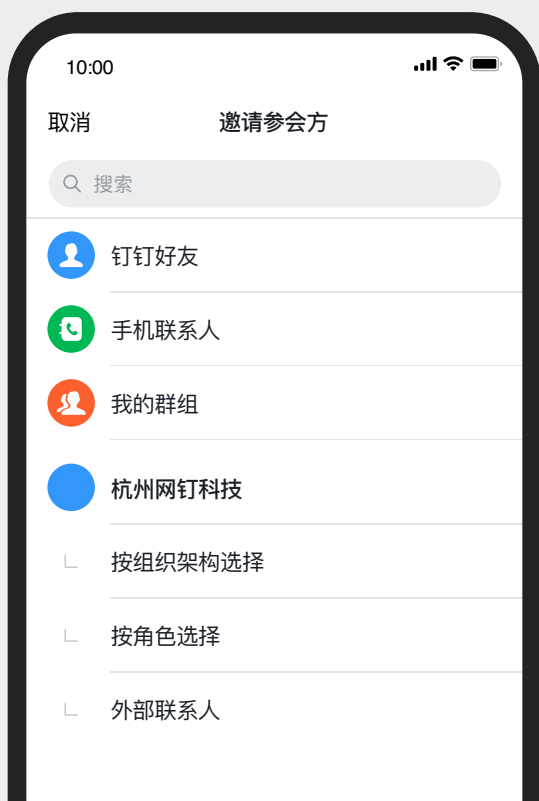 10:00
取消 邀请参会方
搜索
钉钉好友
手机联系人
我的群组
杭州网钉科技
按组织架构选择
按角色选择
外部联系人